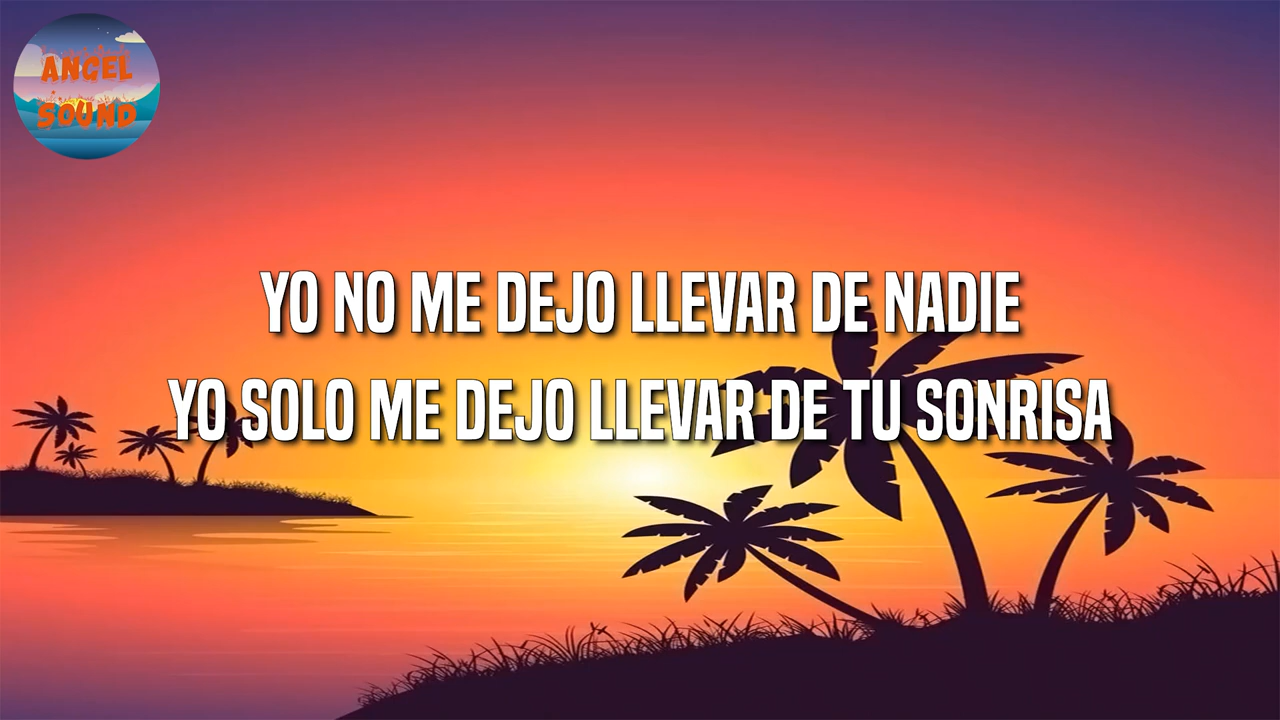 ANGEL
SOUND
YO NO ME DEJO LLEVAR DE NADIE
YO SOLO ME DEJO LLEVAR DE TU SONRISA